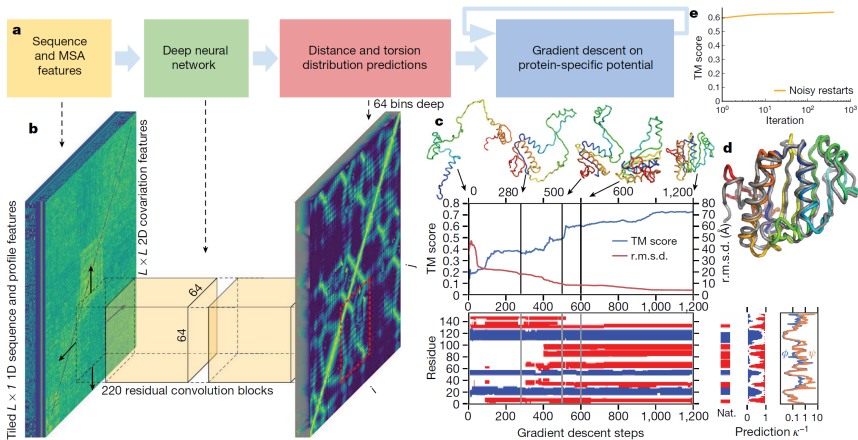 a
Sequence
and MSA
features
Deep neural
network
Distance and torsion
distribution predictions
Gradient descent on
protein-specific potential
e
TM score
0.6
0.5
0.4
0.3
0.2
0.1
0
Noisy restarts
10⁰ 10¹ 10² 10³
Iteration
b
64 bins deep
Tiled L × 1 1D sequence and profile features
L × L 2D covariation features
64
64
220 residual convolution blocks
j
i
c
0 280 500 600 1,200
TM score
0.8
0.7
0.6
0.5
0.4
0.3
0.2
0.1
0
TM score
r.m.s.d.
80
70
60
50
40
30
20
10
0
r.m.s.d. (Å)
0 200 400 600 800 1,000 1,200
Residue
140
120
100
80
60
40
20
0
0 200 400 600 800 1,000 1,200
Gradient descent steps
d
Nat.
0 1
φ ψ
0.1 1 10
Prediction κ⁻¹